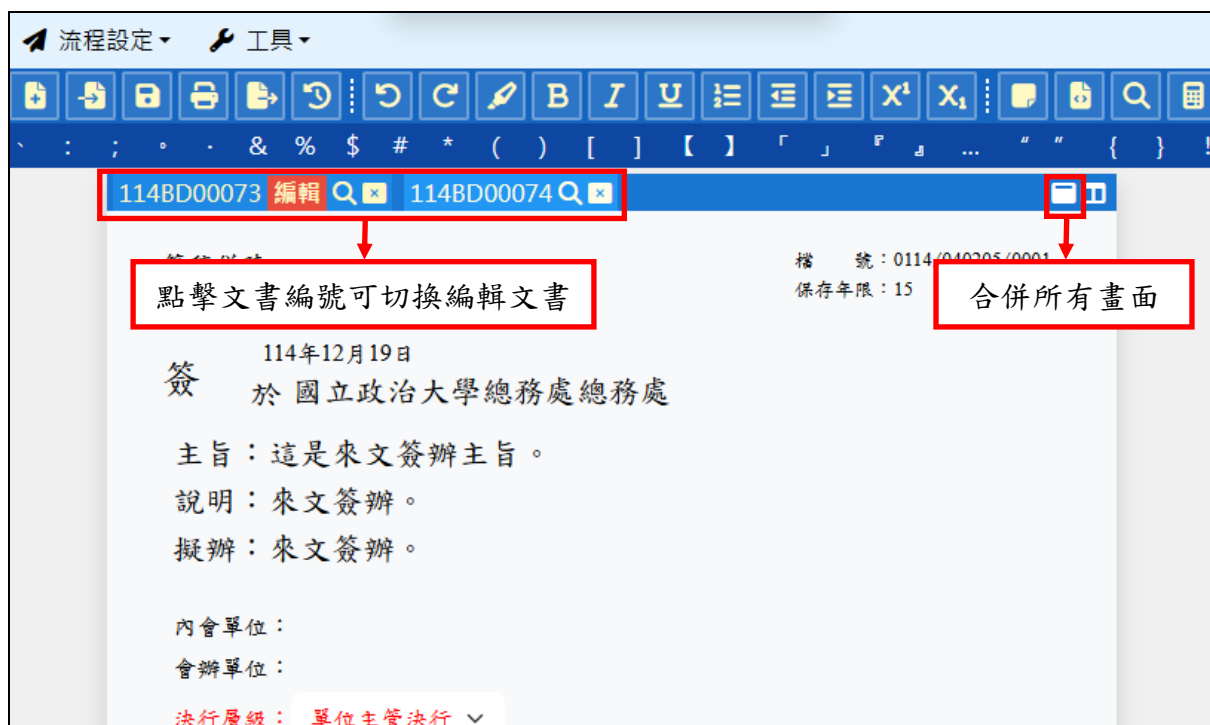 流程設定 工具
B I U X¹ X₁
、 : ; 。 · & % $ # * ( ) [ ] 【 】 「 」 『 』 … " " { } !
114BD00073 編輯 114BD00074
檔 號：0114/040205/0001
點擊文書編號可切換編輯文書
保存年限：15
合併所有畫面
114年12月19日
簽
於 國立政治大學總務處總務處
主旨：這是來文簽辦主旨。
說明：來文簽辦。
擬辦：來文簽辦。
內會單位：
會辦單位：
決行層級： 單位主管決行